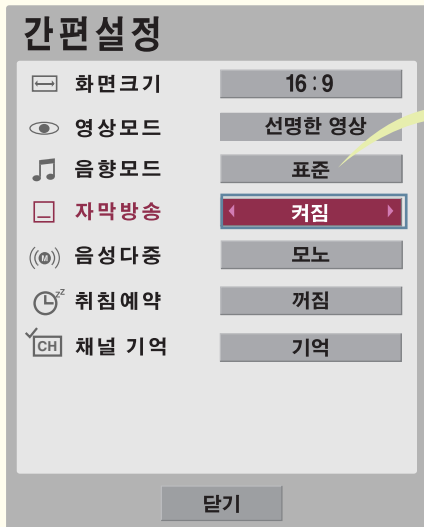 간편설정
화면크기 16:9
영상모드 선명한 영상
음향모드 표준
자막방송 켜짐
음성다중 모노
취침예약 꺼짐
채널 기억 기억
닫기
M
zz
CH